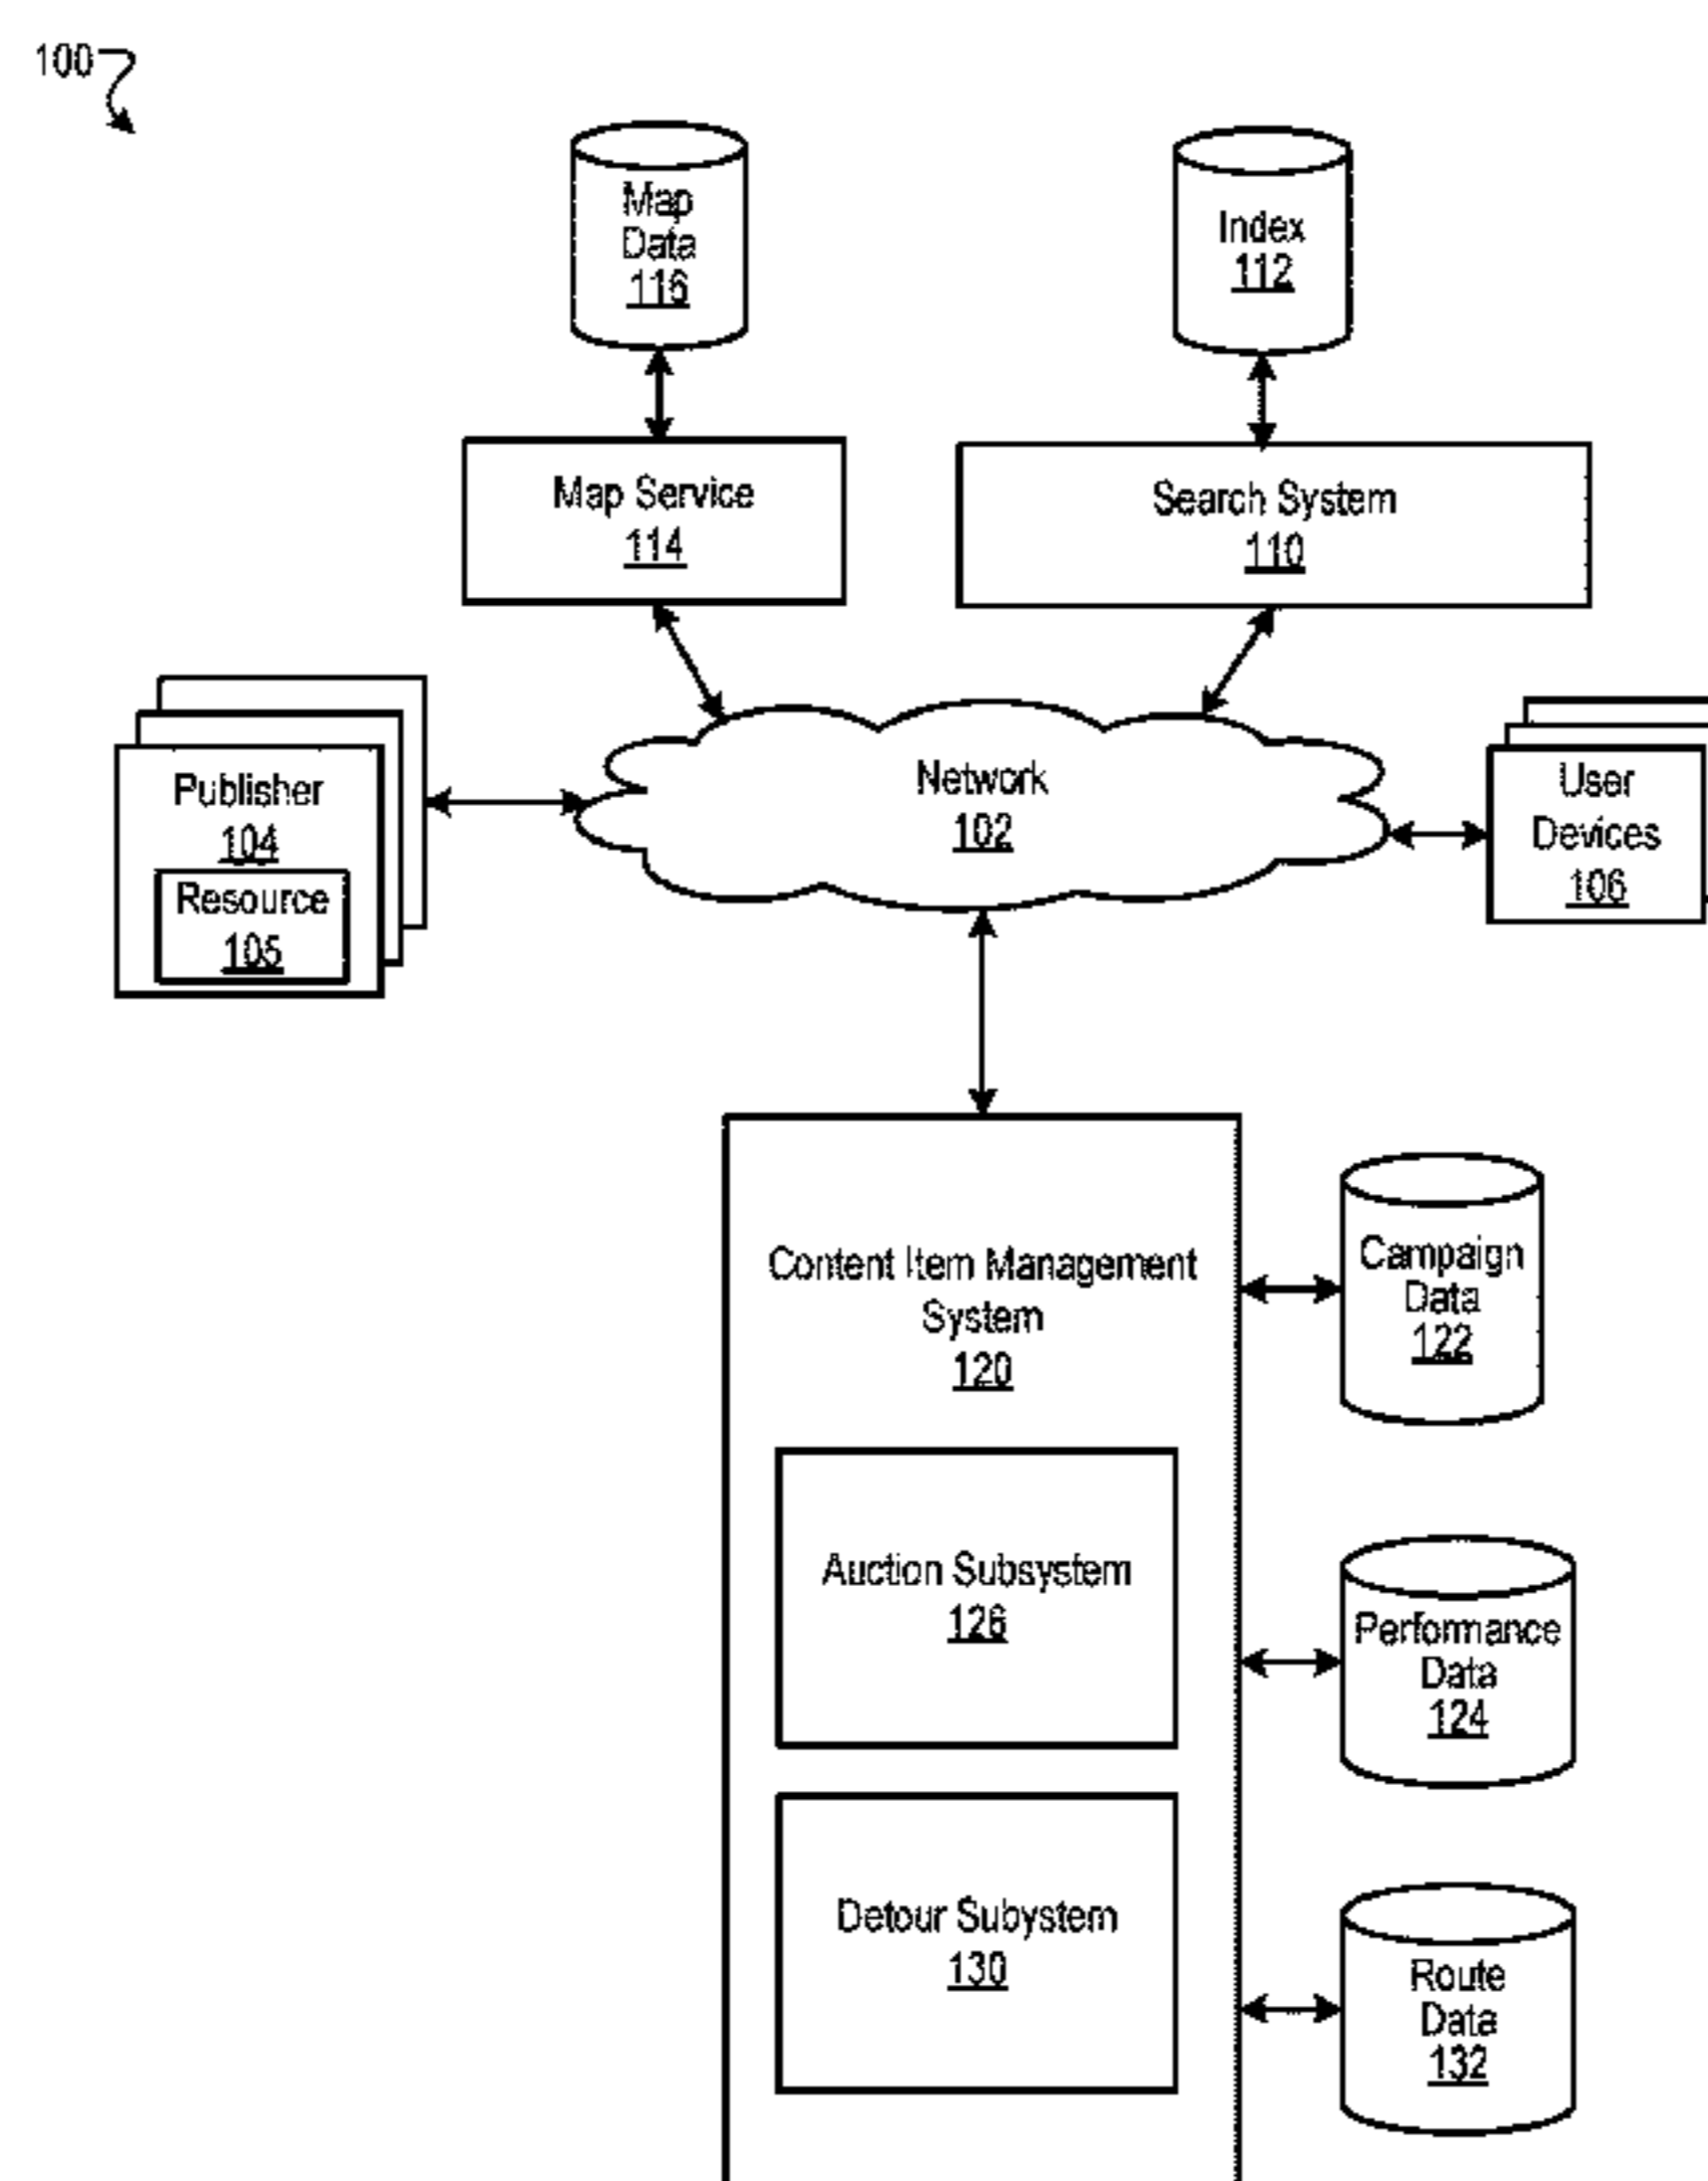 100
Map
Data
116
Index
112
Map Service
114
Search System
110
Publisher
104
Resource
105
Network
102
User
Devices
106
Content Item Management
System
120
Campaign
Data
122
Auction Subsystem
126
Performance
Data
124
Detour Subystem
130
Route
Data
132